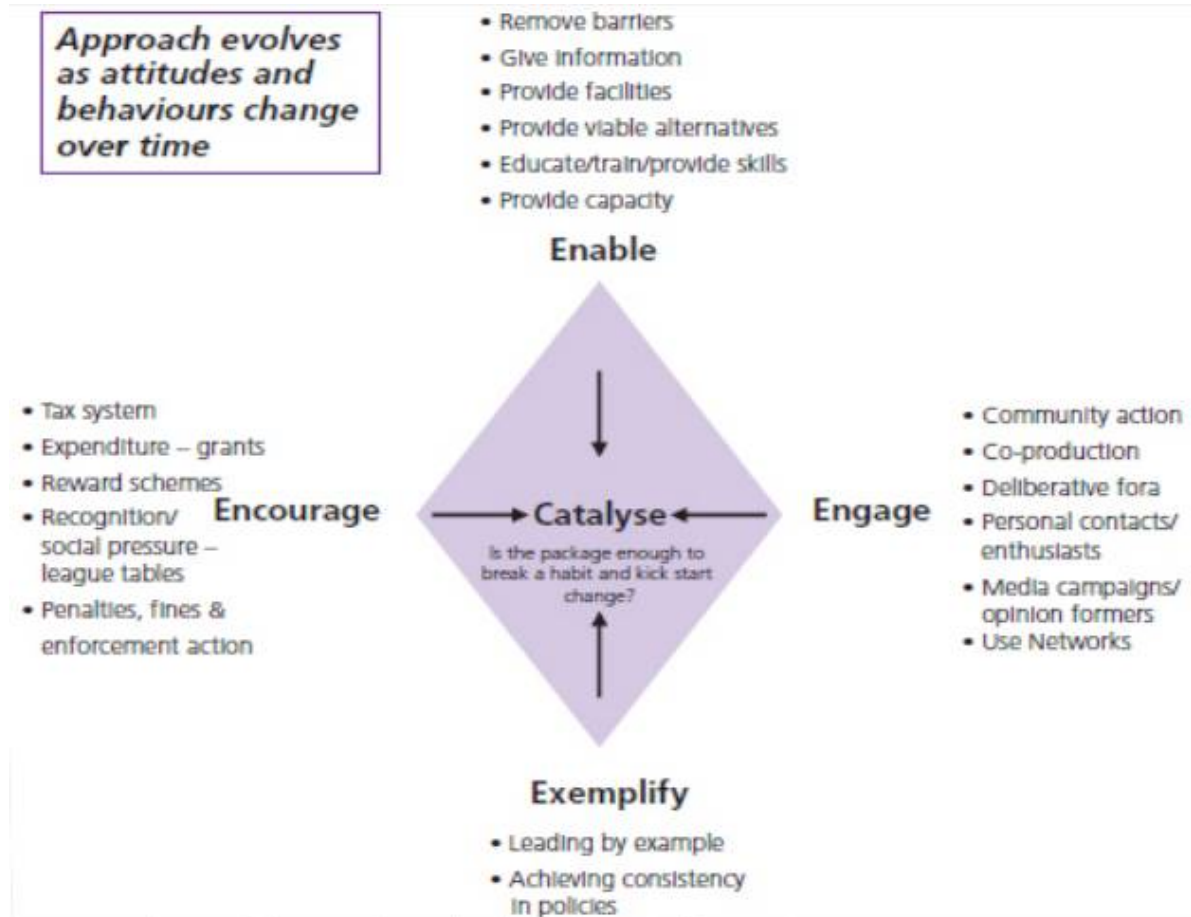 Approach evolves
as attitudes and
behaviours change
over time
• Remove barriers
• Give information
• Provide facilities
• Provide viable alternatives
• Educate/train/provide skills
• Provide capacity
Enable
• Tax system
• Expenditure – grants
• Reward schemes
• Recognition/
social pressure –
league tables
• Penalties, fines &
enforcement action
Encourage
Catalyse
Is the package enough to
break a habit and kick start
change?
Engage
• Community action
• Co-production
• Deliberative fora
• Personal contacts/
enthusiasts
• Media campaigns/
opinion formers
• Use Networks
Exemplify
• Leading by example
• Achieving consistency
in policies